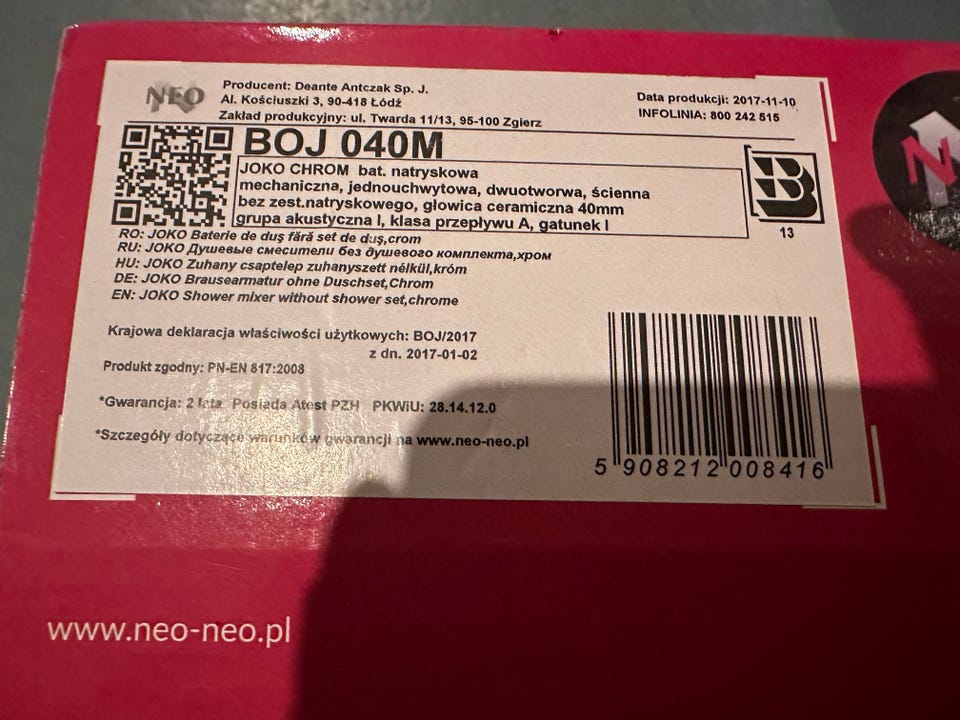 NEO
Producent: Deante Antczak Sp. J.
Al. Kościuszki 3, 90-418 Łódź
Zakład produkcyjny: ul. Twarda 11/13, 95-100 Zgierz
Data produkcji: 2017-11-10
INFOLINIA: 800 242 515
BOJ 040M
JOKO CHROM bat. natryskowa
mechaniczna, jednouchwytowa, dwuotworwa, ścienna
bez zest.natryskowego, głowica ceramiczna 40mm
grupa akustyczna I, klasa przepływu A, gatunek I
B
13
RO: JOKO Baterie de duş fără set de duş,crom
RU: JOKO Душевые смесители без душевого комплекта,хром
HU: JOKO Zuhany csaptelep zuhanyszett nélkül,króm
DE: JOKO Brausearmatur ohne Duschset,Chrom
EN: JOKO Shower mixer without shower set,chrome
Krajowa deklaracja właściwości użytkowych: BOJ/2017
z dn. 2017-01-02
Produkt zgodny: PN-EN 817:2008
*Gwarancja: 2 lata Posiada Atest PZH PKWiU: 28.14.12.0
*Szczegóły dotyczące warunków gwarancji na www.neo-neo.pl
5 908212 008416
www.neo-neo.pl